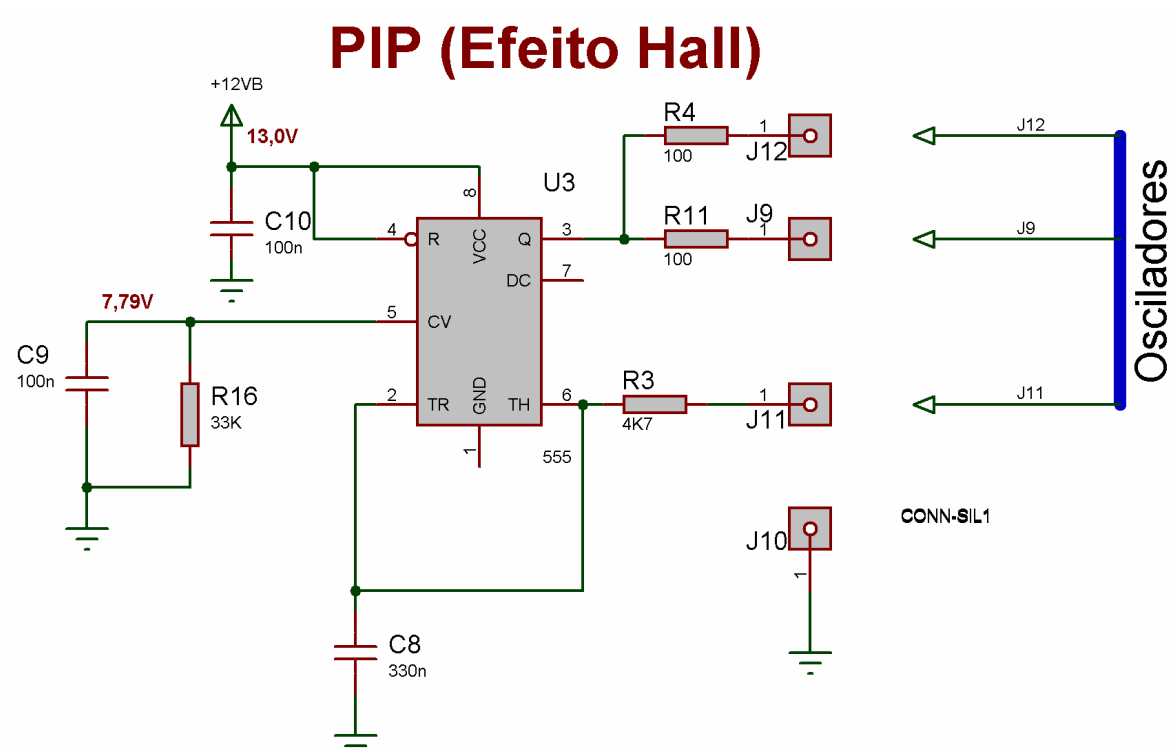 PIP (Efeito Hall)
+12VB
13,0V
R4
100
1
J12
J12
C10
100n
U3
8
4
R
VCC
Q
3
R11
100
J9
1
J9
DC
7
7,79V
5
CV
C9
100n
R16
33K
2
TR
GND
TH
6
R3
4K7
1
J11
J11
1
555
Osciladores
J10
1
CONN-SIL1
C8
330n